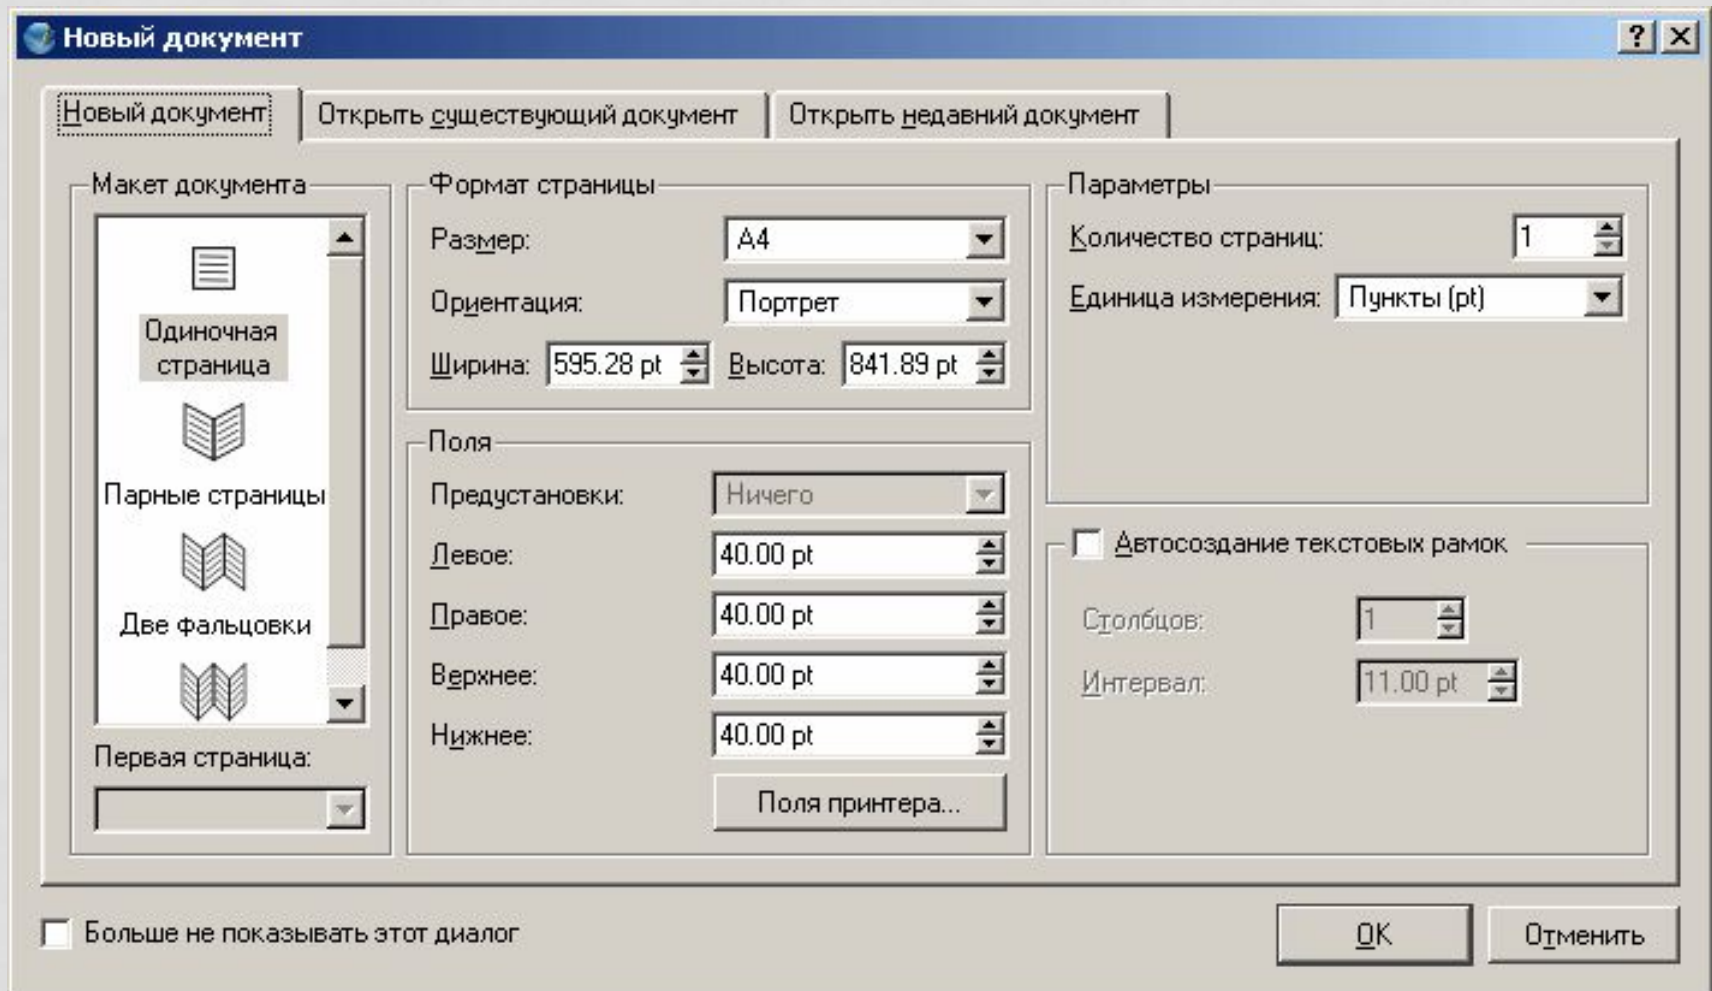 Новый документ
Новый документ
Открыть существующий документ
Открыть недавний документ
Макет документа
Одиночная
страница
Парные страницы
Две фальцовки
Первая страница:
Формат страницы
Размер: A4
Ориентация: Портрет
Ширина: 595.28 pt Высота: 841.89 pt
Поля
Предустановки: Ничего
Левое: 40.00 pt
Правое: 40.00 pt
Верхнее: 40.00 pt
Нижнее: 40.00 pt
Поля принтера...
Параметры
Количество страниц: 1
Единица измерения: Пункты (pt)
Автосоздание текстовых рамок
Столбцов: 1
Интервал: 11.00 pt
Больше не показывать этот диалог
OK
Отменить